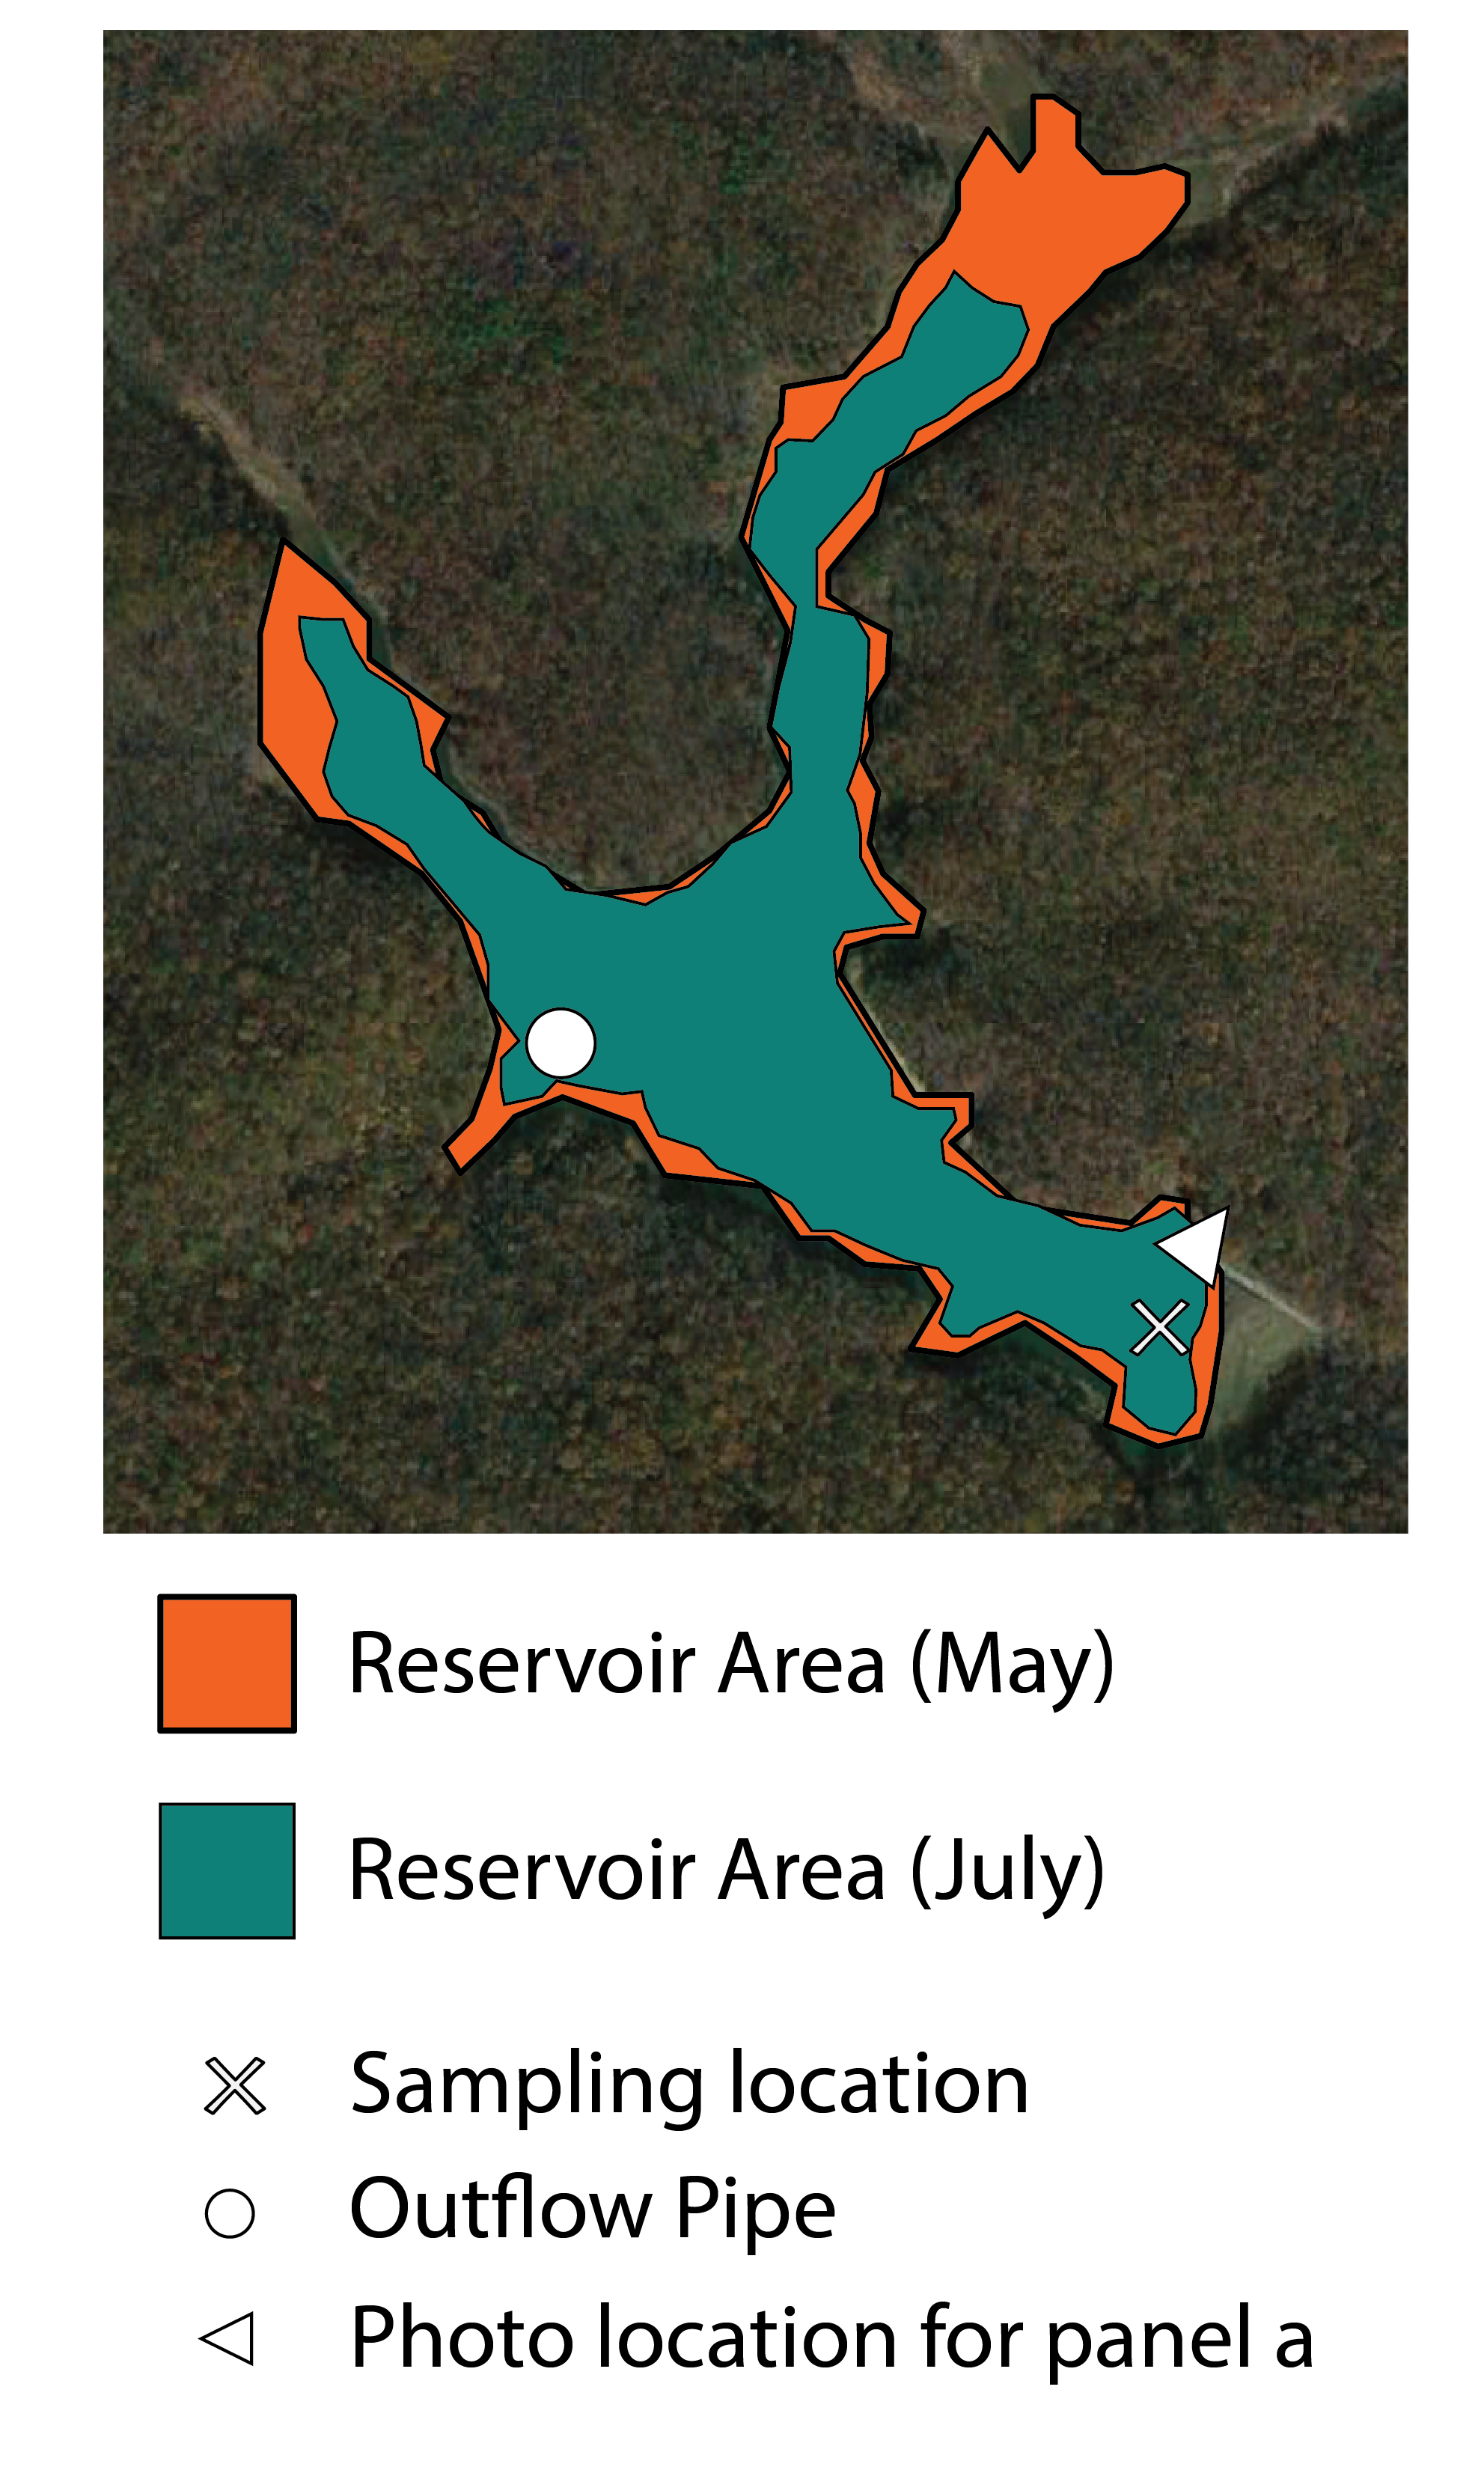 Reservoir Area (May)
Reservoir Area (July)
Sampling location
Outflow Pipe
Photo location for panel a